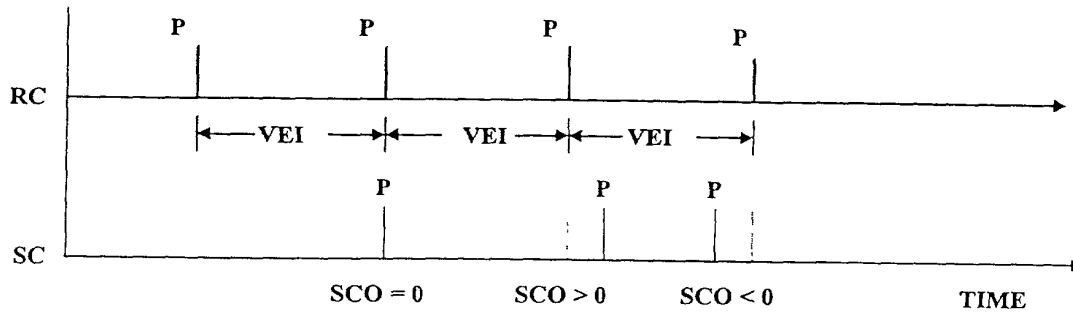 P P P P
RC
VEI VEI VEI
P P P
SC
SCO = 0 SCO > 0 SCO < 0 TIME